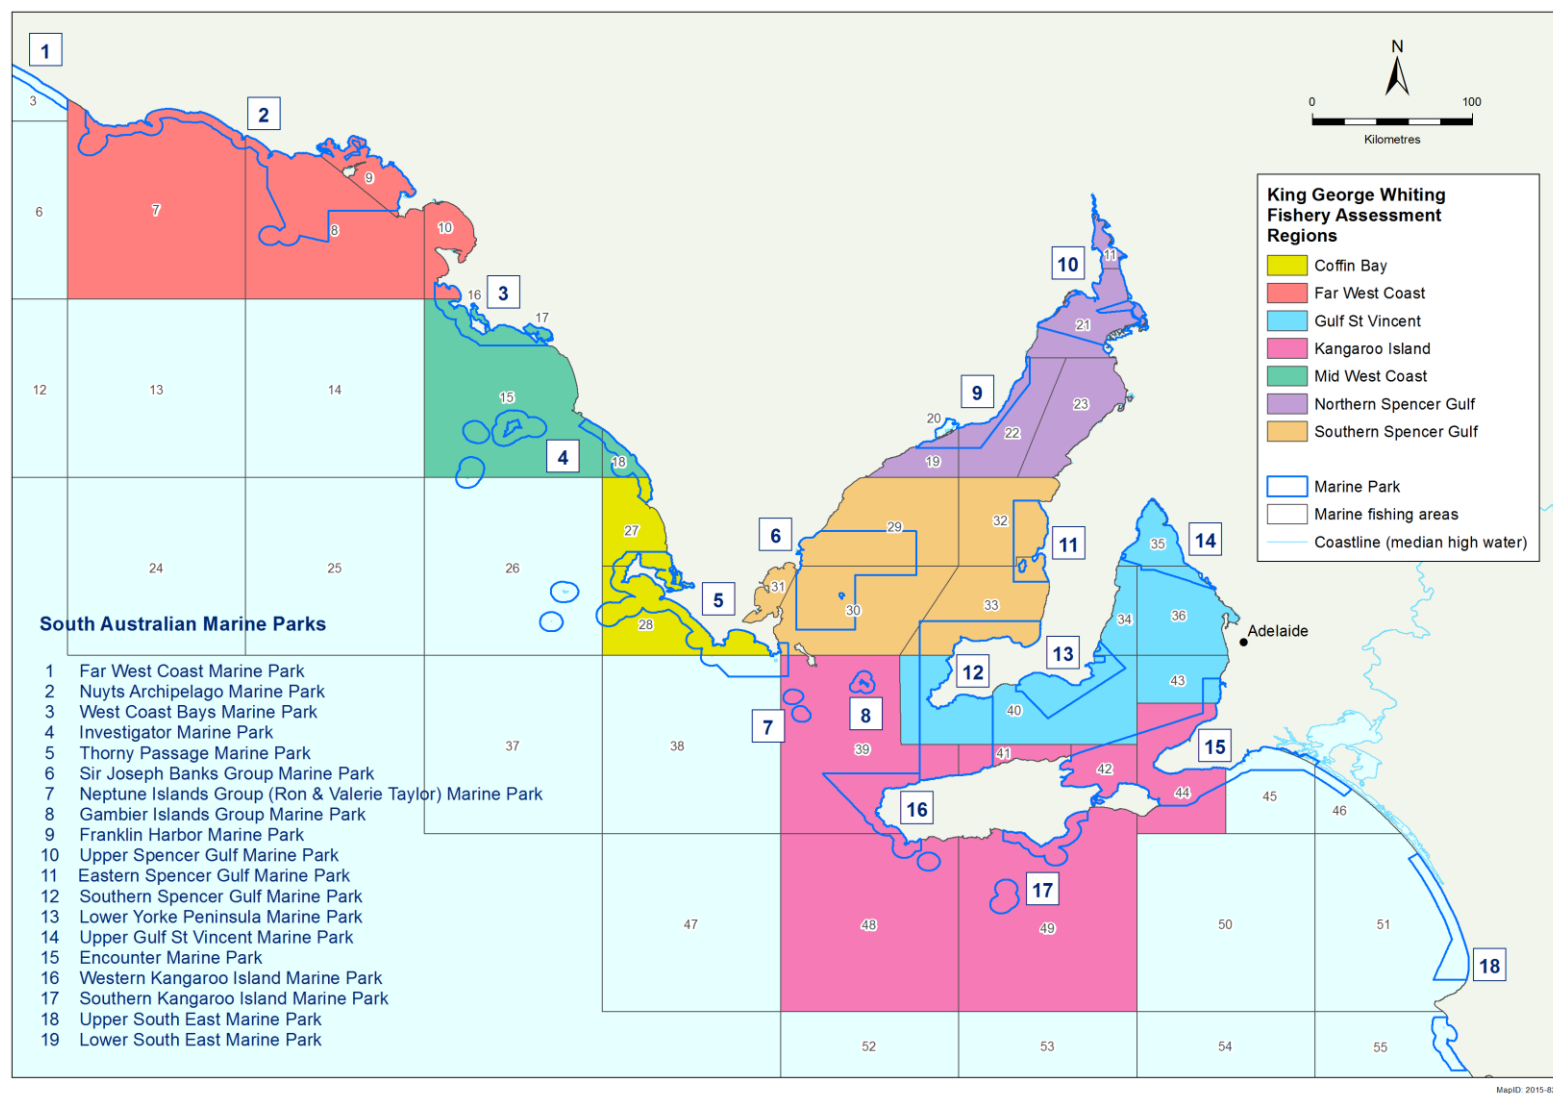 1
2
3
4
5
6
7
8
9
10
11
12
13
14
15
16
17
18
3
6
7
8
9
10
11
12
13
14
15
16
17
18
19
20
21
22
23
24
25
26
27
28
29
30
31
32
33
34
35
36
37
38
39
40
41
42
43
44
45
46
47
48
49
50
51
52
53
54
55
Adelaide
N
0 100
Kilometres
King George Whiting
Fishery Assessment
Regions
Coffin Bay
Far West Coast
Gulf St Vincent
Kangaroo Island
Mid West Coast
Northern Spencer Gulf
Southern Spencer Gulf
Marine Park
Marine fishing areas
Coastline (median high water)
South Australian Marine Parks
1 Far West Coast Marine Park
2 Nuyts Archipelago Marine Park
3 West Coast Bays Marine Park
4 Investigator Marine Park
5 Thorny Passage Marine Park
6 Sir Joseph Banks Group Marine Park
7 Neptune Islands Group (Ron & Valerie Taylor) Marine Park
8 Gambier Islands Group Marine Park
9 Franklin Harbor Marine Park
10 Upper Spencer Gulf Marine Park
11 Eastern Spencer Gulf Marine Park
12 Southern Spencer Gulf Marine Park
13 Lower Yorke Peninsula Marine Park
14 Upper Gulf St Vincent Marine Park
15 Encounter Marine Park
16 Western Kangaroo Island Marine Park
17 Southern Kangaroo Island Marine Park
18 Upper South East Marine Park
19 Lower South East Marine Park
MapID: 2015-82